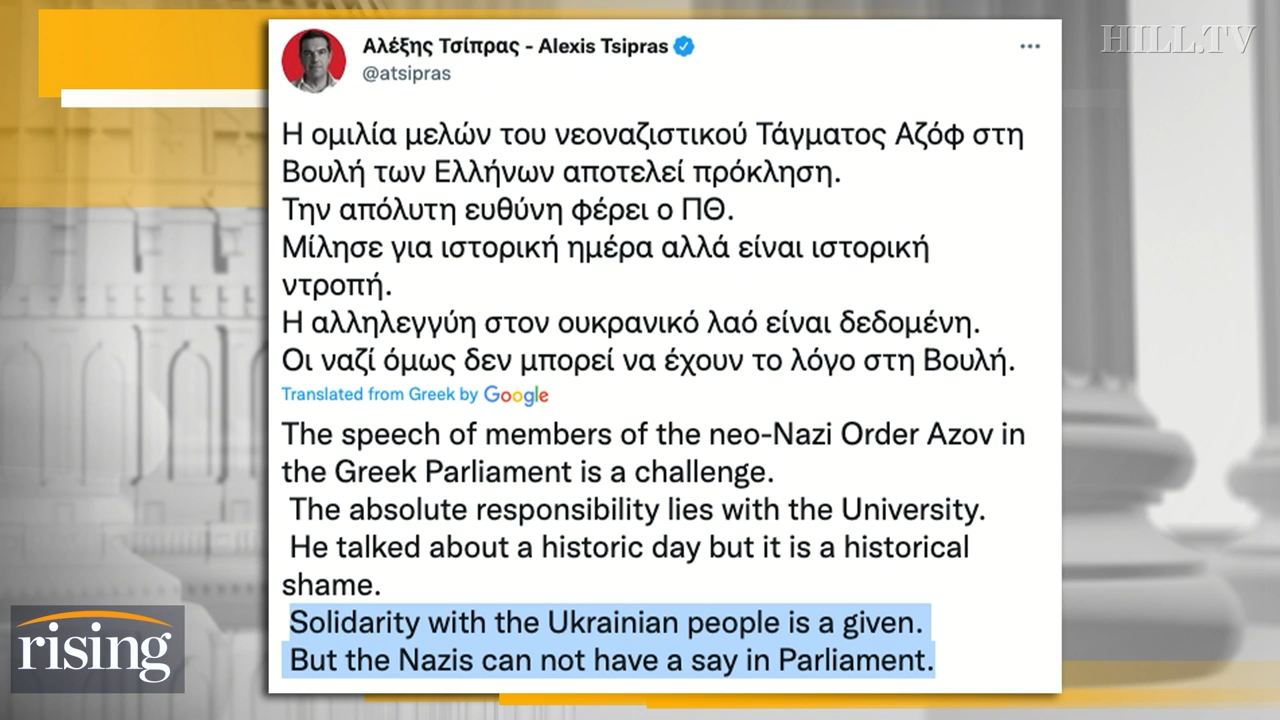 HILL.TV
Αλέξης Τσίπρας - Alexis Tsipras
@atsipras
Η ομιλία μελών του νεοναζιστικού Τάγματος Αζόφ στη
Βουλή των Ελλήνων αποτελεί πρόκληση.
Την απόλυτη ευθύνη φέρει ο ΠΘ.
Μίλησε για ιστορική ημέρα αλλά είναι ιστορική
ντροπή.
Η αλληλεγγύη στον ουκρανικό λαό είναι δεδομένη.
Οι ναζί όμως δεν μπορεί να έχουν το λόγο στη Βουλή.
Translated from Greek by Google
The speech of members of the neo-Nazi Order Azov in
the Greek Parliament is a challenge.
The absolute responsibility lies with the University.
He talked about a historic day but it is a historical
shame.
Solidarity with the Ukrainian people is a given.
But the Nazis can not have a say in Parliament.
rising